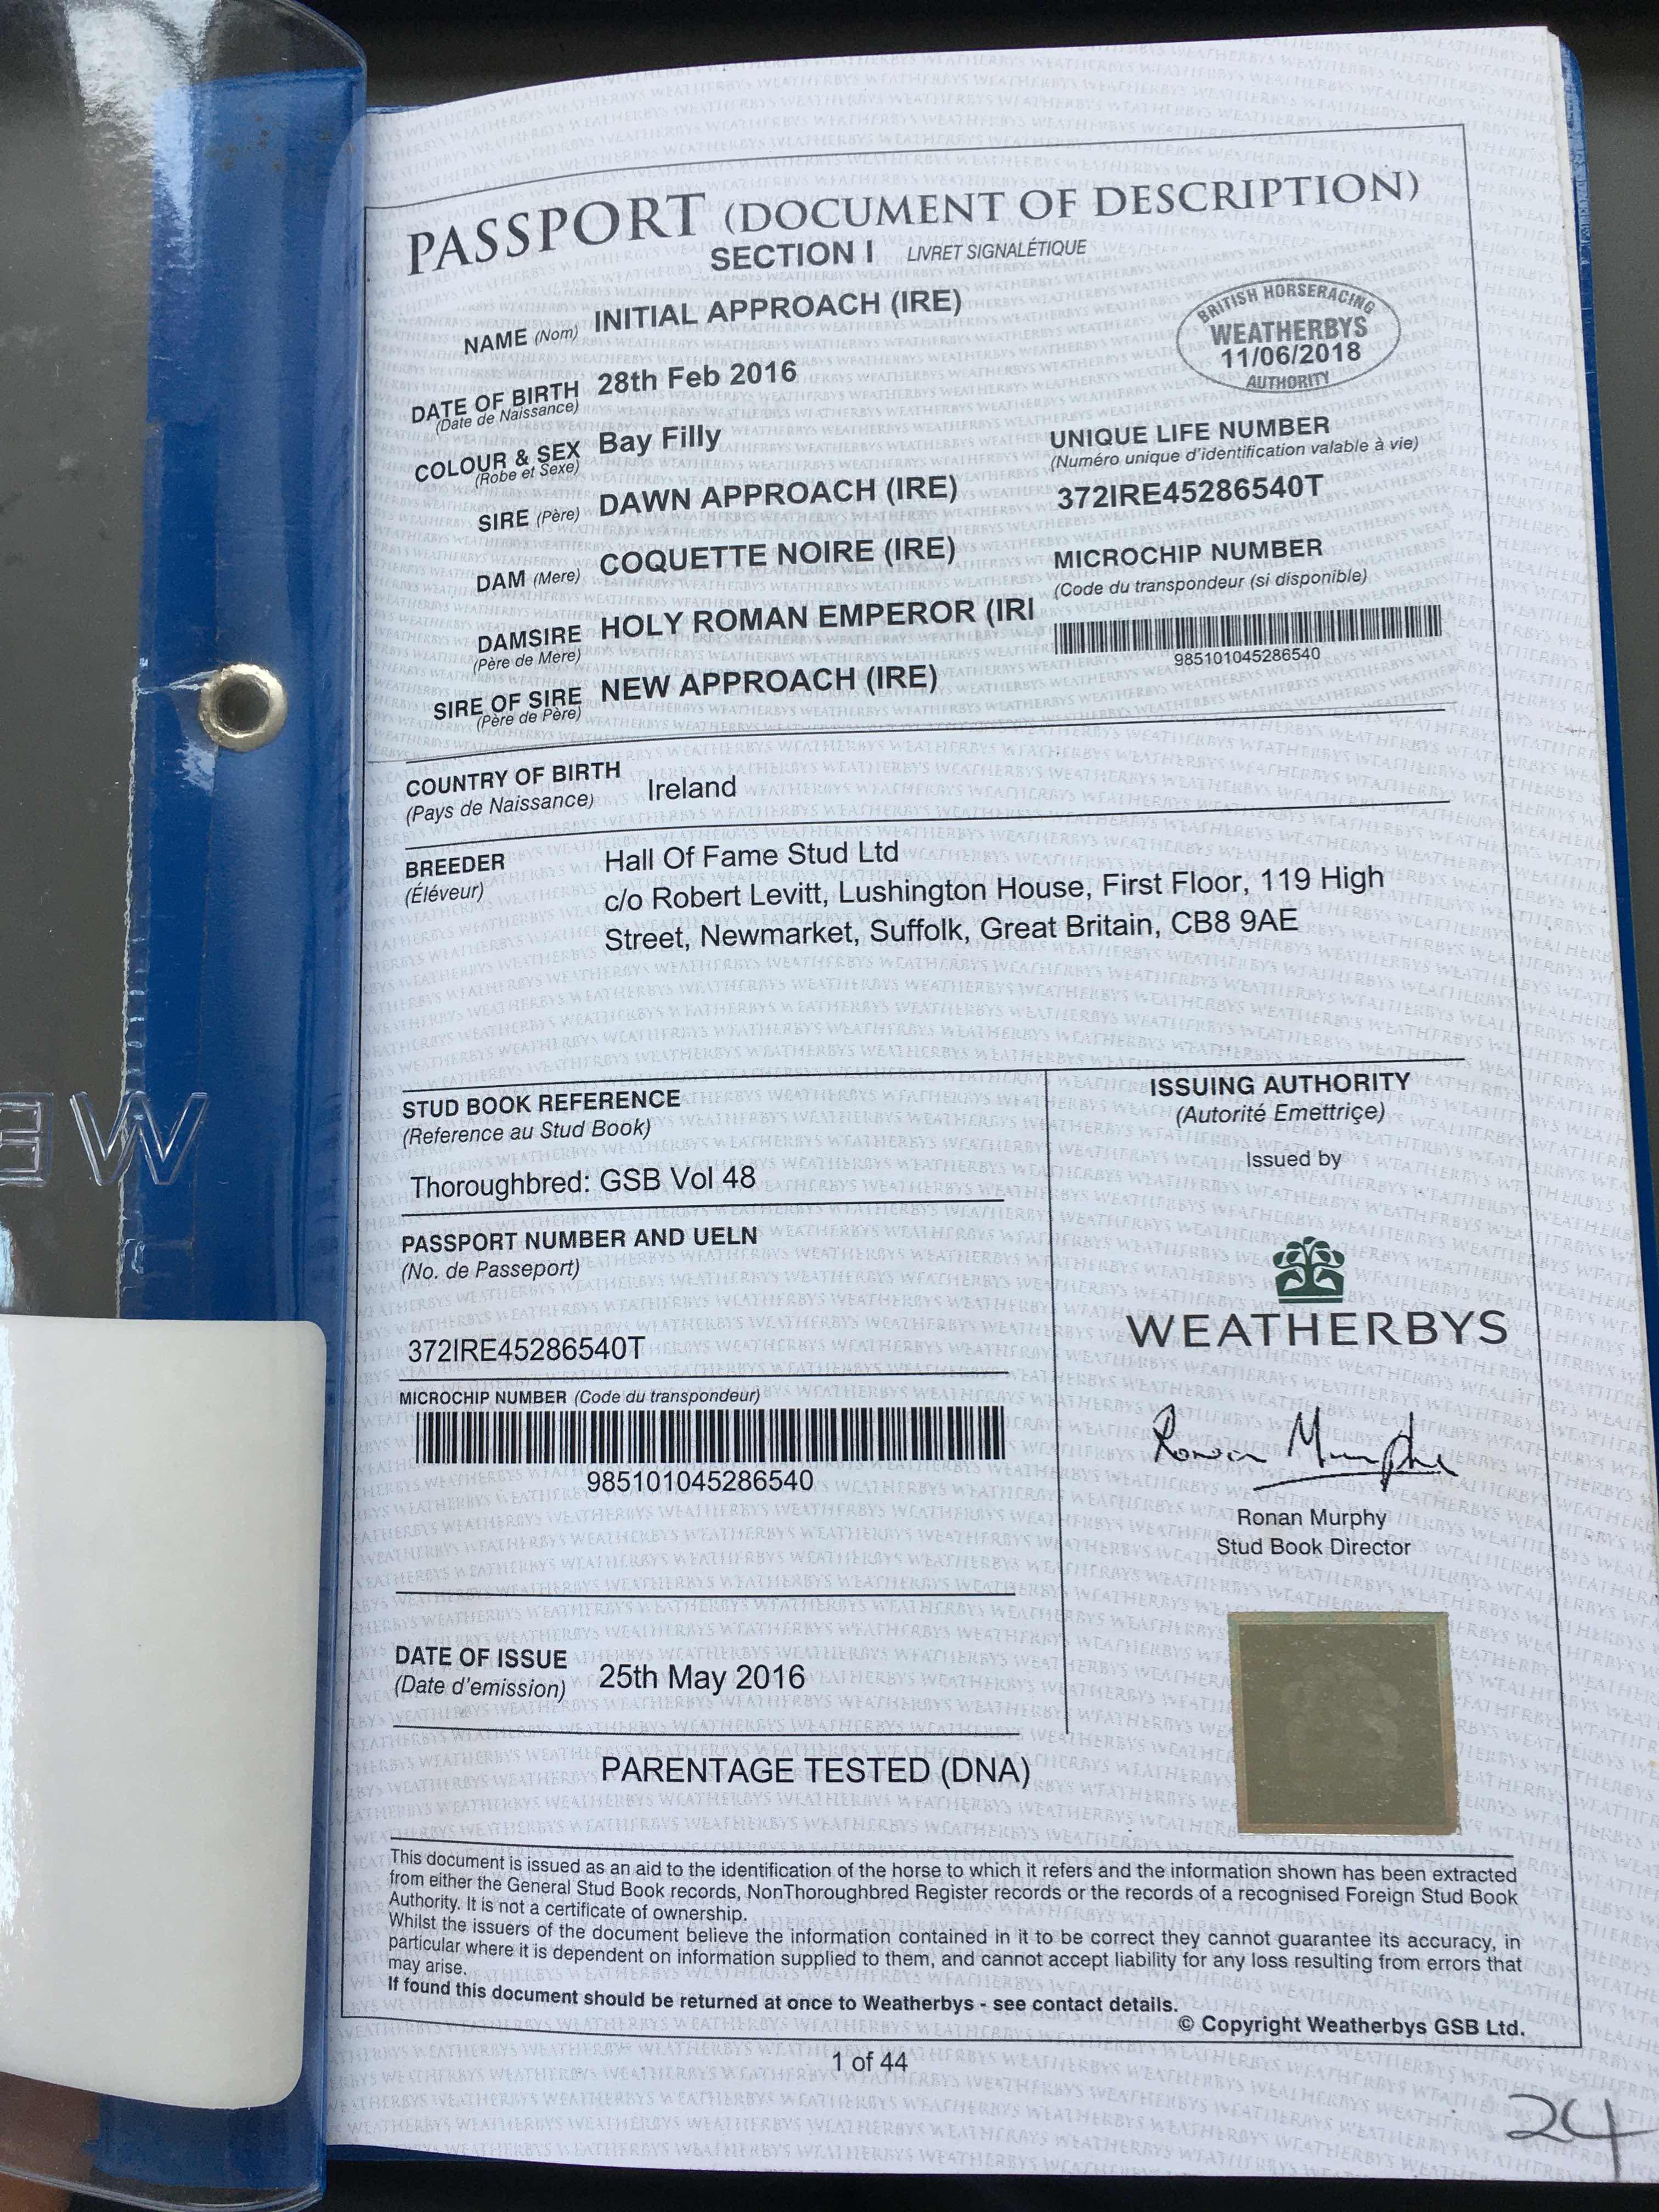 PASSPORT (DOCUMENT OF DESCRIPTION)
SECTION I LIVRET SIGNALÉTIQUE
NAME (Nom) INITIAL APPROACH (IRE)
BRITISH HORSERACING
WEATHERBYS
11/06/2018
AUTHORITY
DATE OF BIRTH 28th Feb 2016
(Date de Naissance)
COLOUR & SEX Bay Filly
(Robe et Sexe)
UNIQUE LIFE NUMBER
(Numéro unique d'identification valable à vie)
372IRE45286540T
SIRE (Père) DAWN APPROACH (IRE)
DAM (Mere) COQUETTE NOIRE (IRE)
MICROCHIP NUMBER
(Code du transpondeur (si disponible)
985101045286540
DAMSIRE HOLY ROMAN EMPEROR (IRI
(Père de Mere)
SIRE OF SIRE NEW APPROACH (IRE)
(Père de Père)
COUNTRY OF BIRTH Ireland
(Pays de Naissance)
BREEDER Hall Of Fame Stud Ltd
(Éléveur) c/o Robert Levitt, Lushington House, First Floor, 119 High
Street, Newmarket, Suffolk, Great Britain, CB8 9AE
STUD BOOK REFERENCE
(Reference au Stud Book)
Thoroughbred: GSB Vol 48
PASSPORT NUMBER AND UELN
(No. de Passeport)
372IRE45286540T
MICROCHIP NUMBER (Code du transpondeur)
985101045286540
DATE OF ISSUE 25th May 2016
(Date d'emission)
ISSUING AUTHORITY
(Autorité Emettriçe)
Issued by
WEATHERBYS
Ronan Murphy
Ronan Murphy
Stud Book Director
PARENTAGE TESTED (DNA)
This document is issued as an aid to the identification of the horse to which it refers and the information shown has been extracted
from either the General Stud Book records, NonThoroughbred Register records or the records of a recognised Foreign Stud Book
Authority. It is not a certificate of ownership.
Whilst the issuers of the document believe the information contained in it to be correct they cannot guarantee its accuracy, in
particular where it is dependent on information supplied to them, and cannot accept liability for any loss resulting from errors that
may arise.
If found this document should be returned at once to Weatherbys - see contact details.
© Copyright Weatherbys GSB Ltd.
1 of 44
24